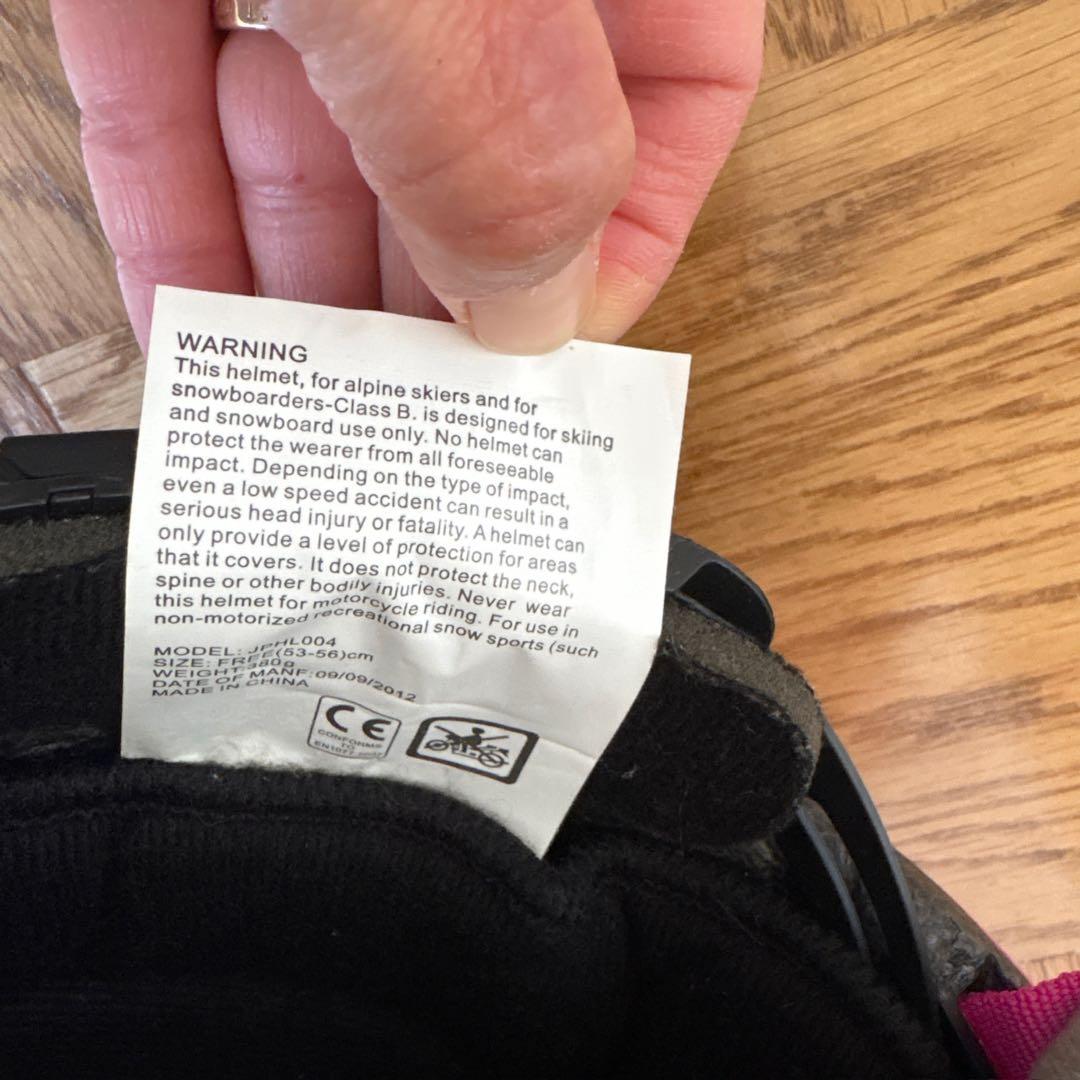 WARNING
This helmet, for alpine skiers and for
snowboarders-Class B. is designed for skiing
and snowboard use only. No helmet can
protect the wearer from all foreseeable
impact. Depending on the type of impact,
even a low speed accident can result in a
serious head injury or fatality. A helmet can
only provide a level of protection for areas
that it covers. It does not protect the neck,
spine or other bodily injuries. Never wear
this helmet for motorcycle riding. For use in
non-motorized recreational snow sports (such
MODEL: JPHL004
SIZE: FREE(53-56)cm
WEIGHT:380g
DATE OF MANF:09/09/2012
MADE IN CHINA
CE
CONFORMS
TO
EN1077:2007